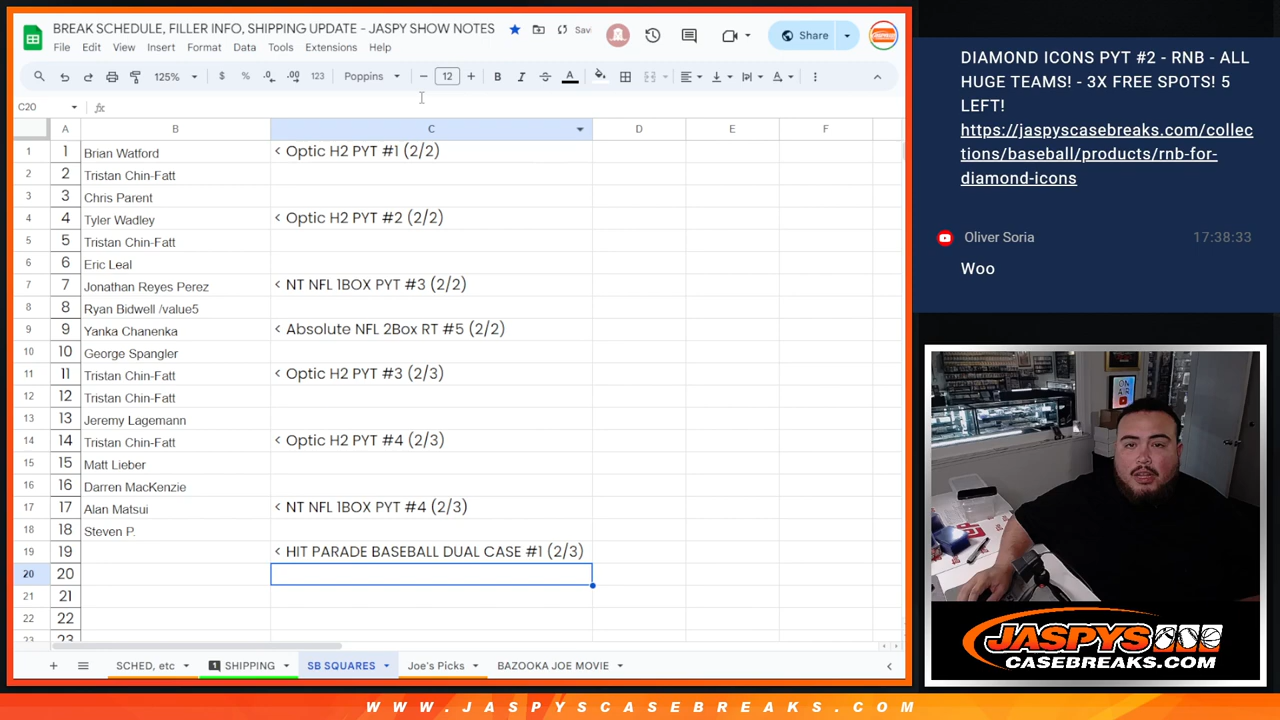 BREAK SCHEDULE, FILLER INFO, SHIPPING UPDATE - JASPY SHOW NOTES
File Edit View Insert Format Data Tools Extensions Help
Share
125% $ % .0 .00 123 Poppins 12 B I A
C20 fx
A B C D E F
1 1 Brian Watford < Optic H2 PYT #1 (2/2)
2 2 Tristan Chin-Fatt
3 3 Chris Parent
4 4 Tyler Wadley < Optic H2 PYT #2 (2/2)
5 5 Tristan Chin-Fatt
6 6 Eric Leal
7 7 Jonathan Reyes Perez < NT NFL 1BOX PYT #3 (2/2)
8 8 Ryan Bidwell /value5
9 9 Yanka Chanenka < Absolute NFL 2Box RT #5 (2/2)
10 10 George Spangler
11 11 Tristan Chin-Fatt < Optic H2 PYT #3 (2/3)
12 12 Tristan Chin-Fatt
13 13 Jeremy Lagemann
14 14 Tristan Chin-Fatt < Optic H2 PYT #4 (2/3)
15 15 Matt Lieber
16 16 Darren MacKenzie
17 17 Alan Matsui < NT NFL 1BOX PYT #4 (2/3)
18 18 Steven P.
19 19 < HIT PARADE BASEBALL DUAL CASE #1 (2/3)
20 20
21 21
22 22
23 23
SCHED, etc 1 SHIPPING SB SQUARES Joe's Picks BAZOOKA JOE MOVIE
DIAMOND ICONS PYT #2 - RNB - ALL
HUGE TEAMS! - 3X FREE SPOTS! 5
LEFT!
https://jaspyscasebreaks.com/collec
tions/baseball/products/rnb-for-
diamond-icons
Oliver Soria 17:38:33
Woo
ON
AIR
JASPYS
CASEBREAKS.COM
WWW.JASPYSCASEBREAKS.COM